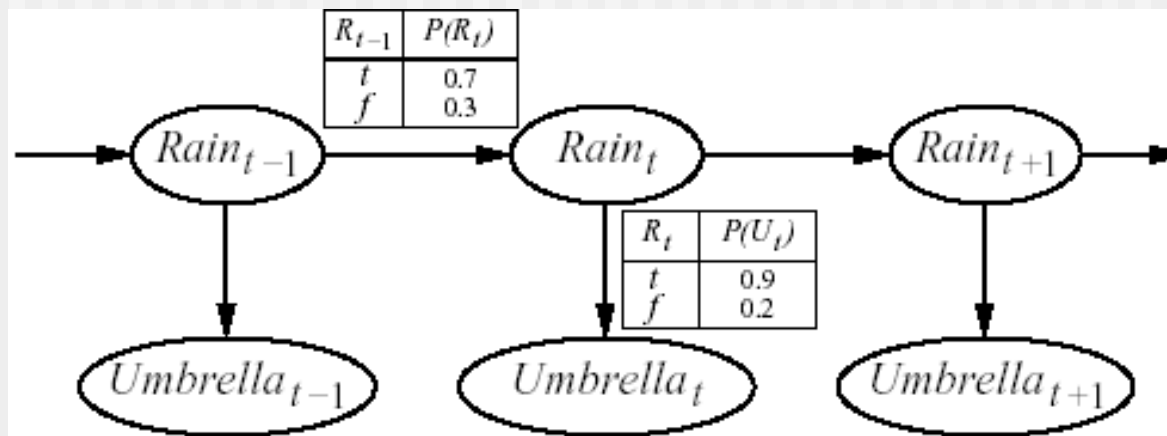 R_{t-1} P(R_t)
t 0.7
f 0.3
Rain_{t-1} Rain_t Rain_{t+1}
R_t P(U_t)
t 0.9
f 0.2
Umbrella_{t-1} Umbrella_t Umbrella_{t+1}